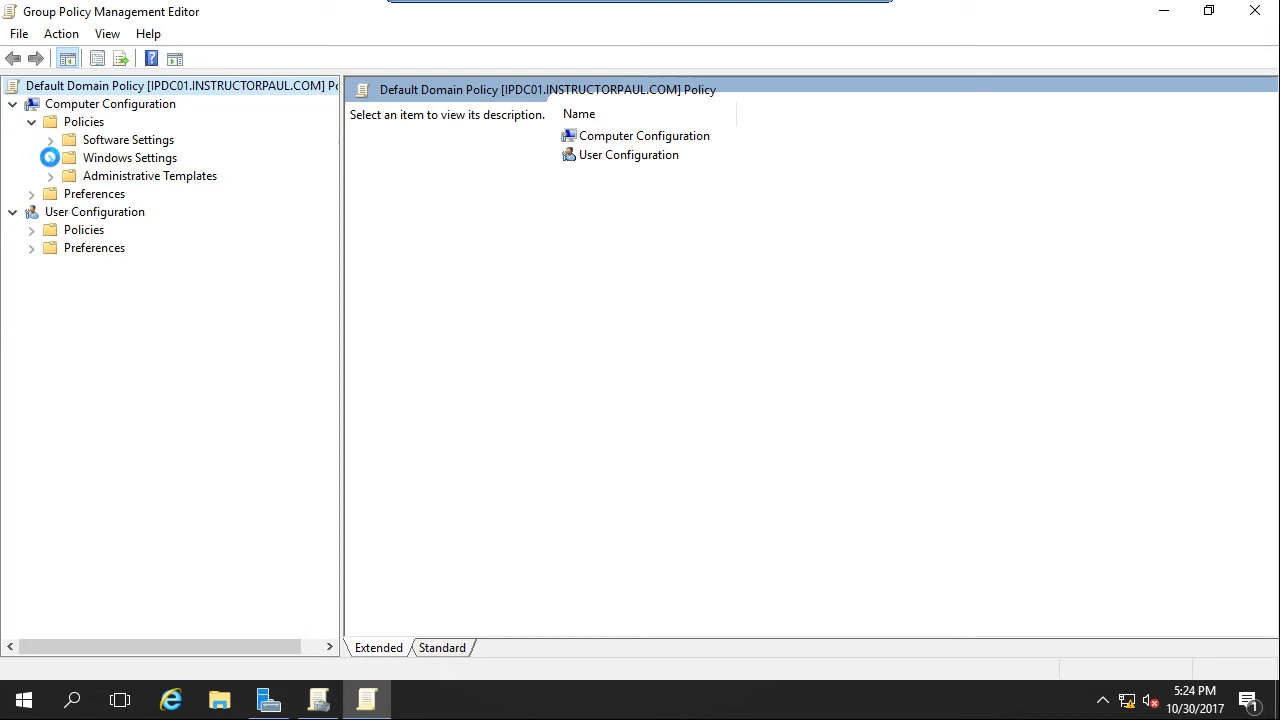 Group Policy Management Editor
File Action View Help
Default Domain Policy [IPDC01.INSTRUCTORPAUL.COM] Po
Computer Configuration
Policies
Software Settings
Windows Settings
Administrative Templates
Preferences
User Configuration
Policies
Preferences
Default Domain Policy [IPDC01.INSTRUCTORPAUL.COM] Policy
Select an item to view its description.
Name
Computer Configuration
User Configuration
Extended Standard
5:24 PM
10/30/2017
1